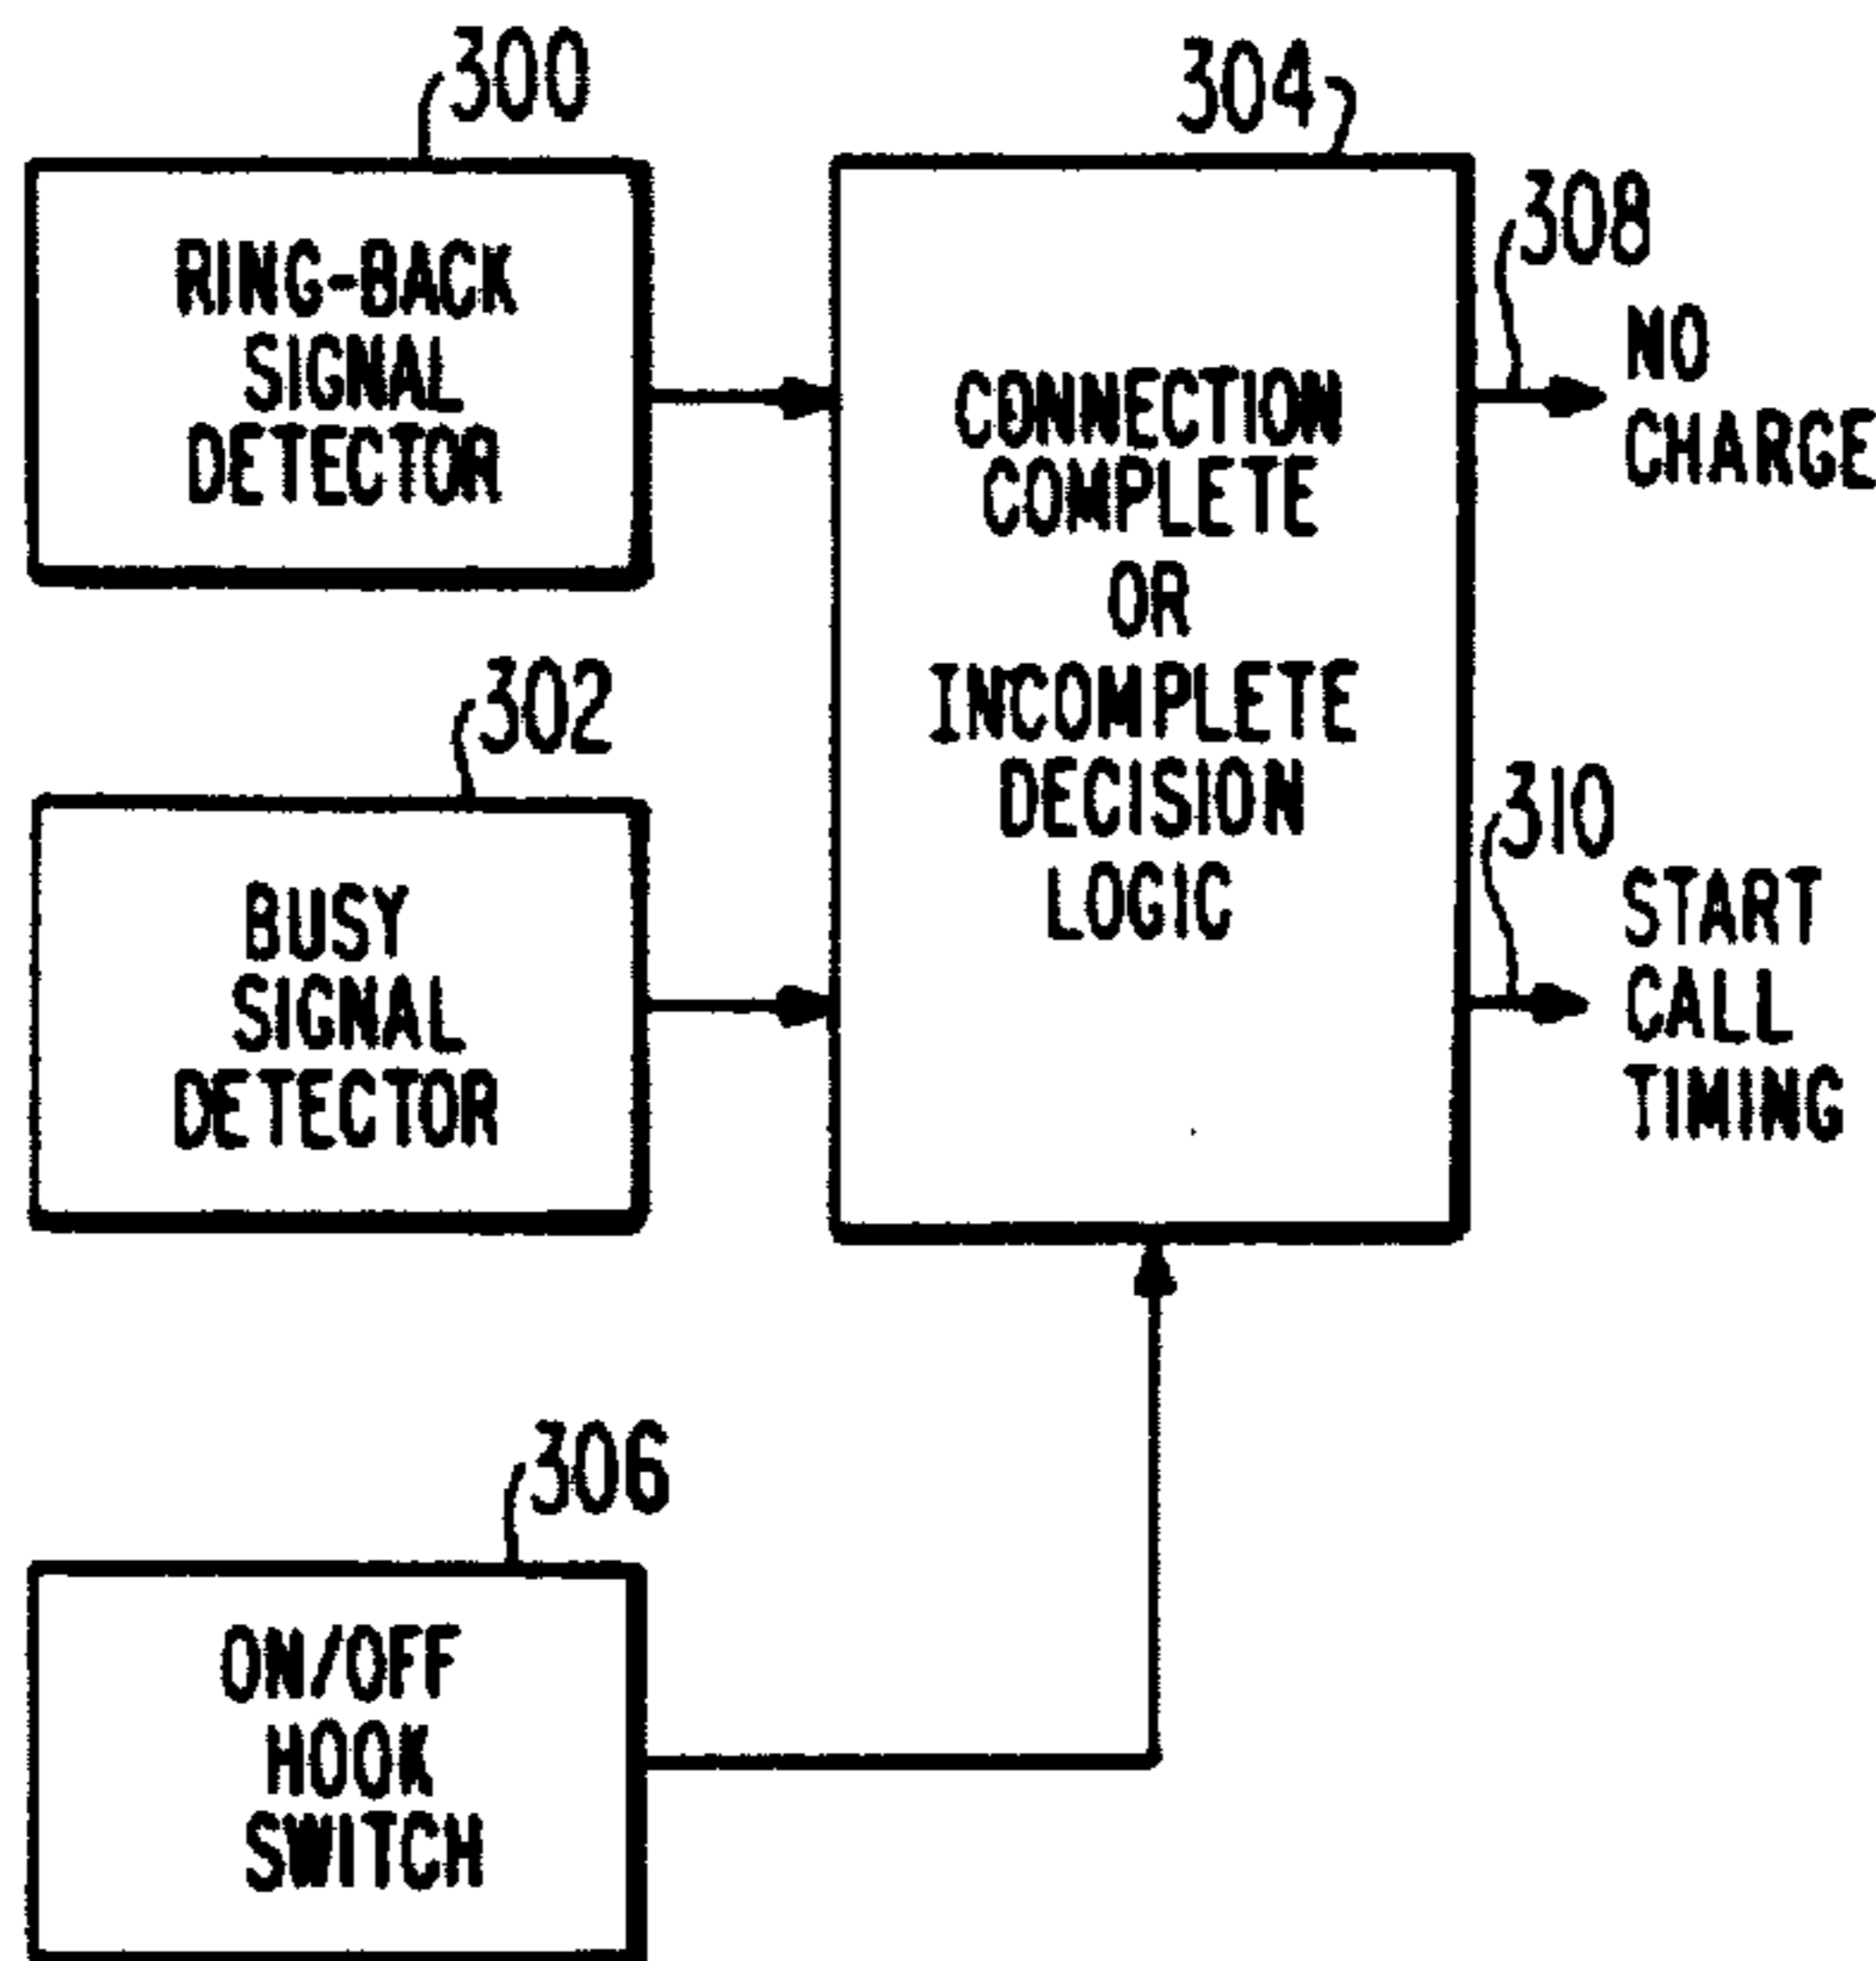 300
RING-BACK
SIGNAL
DETECTOR
302
BUSY
SIGNAL
DETECTOR
306
ON/OFF
HOOK
SWITCH
304
CONNECTION
COMPLETE
OR
INCOMPLETE
DECISION
LOGIC
308
NO
CHARGE
310
START
CALL
TIMING